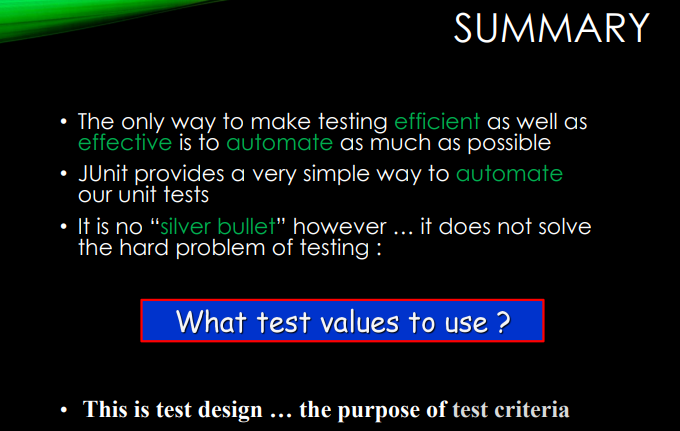 SUMMARY
• The only way to make testing efficient as well as
effective is to automate as much as possible
• JUnit provides a very simple way to automate
our unit tests
• It is no “silver bullet” however … it does not solve
the hard problem of testing :
What test values to use ?
• This is test design … the purpose of test criteria